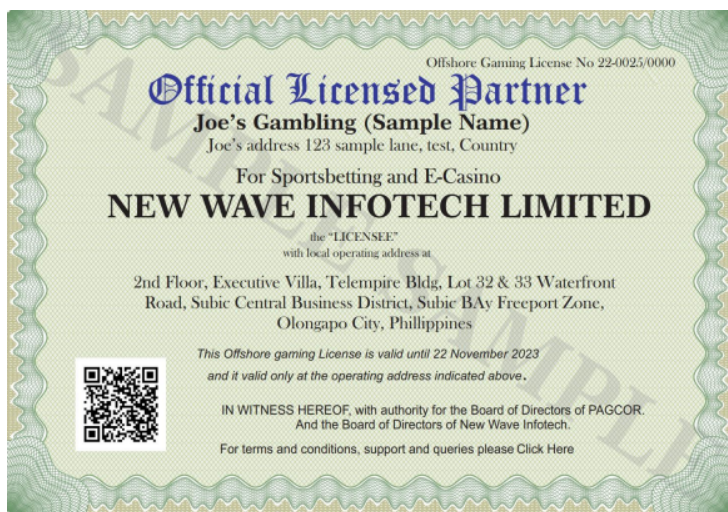 Offshore Gaming License No 22-0025/0000
Official Licensed Partner
Joe's Gambling (Sample Name)
Joe's address 123 sample lane, test, Country
For Sportsbetting and E-Casino
NEW WAVE INFOTECH LIMITED
the "LICENSEE"
with local operating address at
2nd Floor, Executive Villa, Telempire Bldg, Lot 32 & 33 Waterfront
Road, Subic Central Business District, Subic BAy Freeport Zone,
Olongapo City, Phillippines
This Offshore gaming License is valid until 22 November 2023
and it valid only at the operating address indicated above.
IN WITNESS HEREOF, with authority for the Board of Directors of PAGCOR.
And the Board of Directors of New Wave Infotech.
For terms and conditions, support and queries please Click Here
SAMPLE SAMPLE